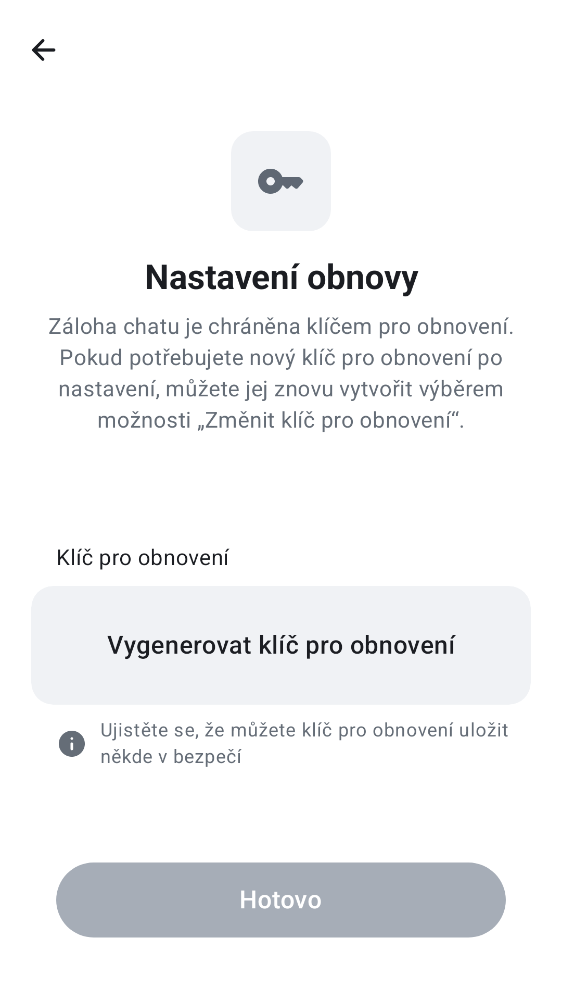 Nastavení obnovy
Záloha chatu je chráněna klíčem pro obnovení.
Pokud potřebujete nový klíč pro obnovení po
nastavení, můžete jej znovu vytvořit výběrem
možnosti „Změnit klíč pro obnovení“.
Klíč pro obnovení
Vygenerovat klíč pro obnovení
Ujistěte se, že můžete klíč pro obnovení uložit
někde v bezpečí
Hotovo